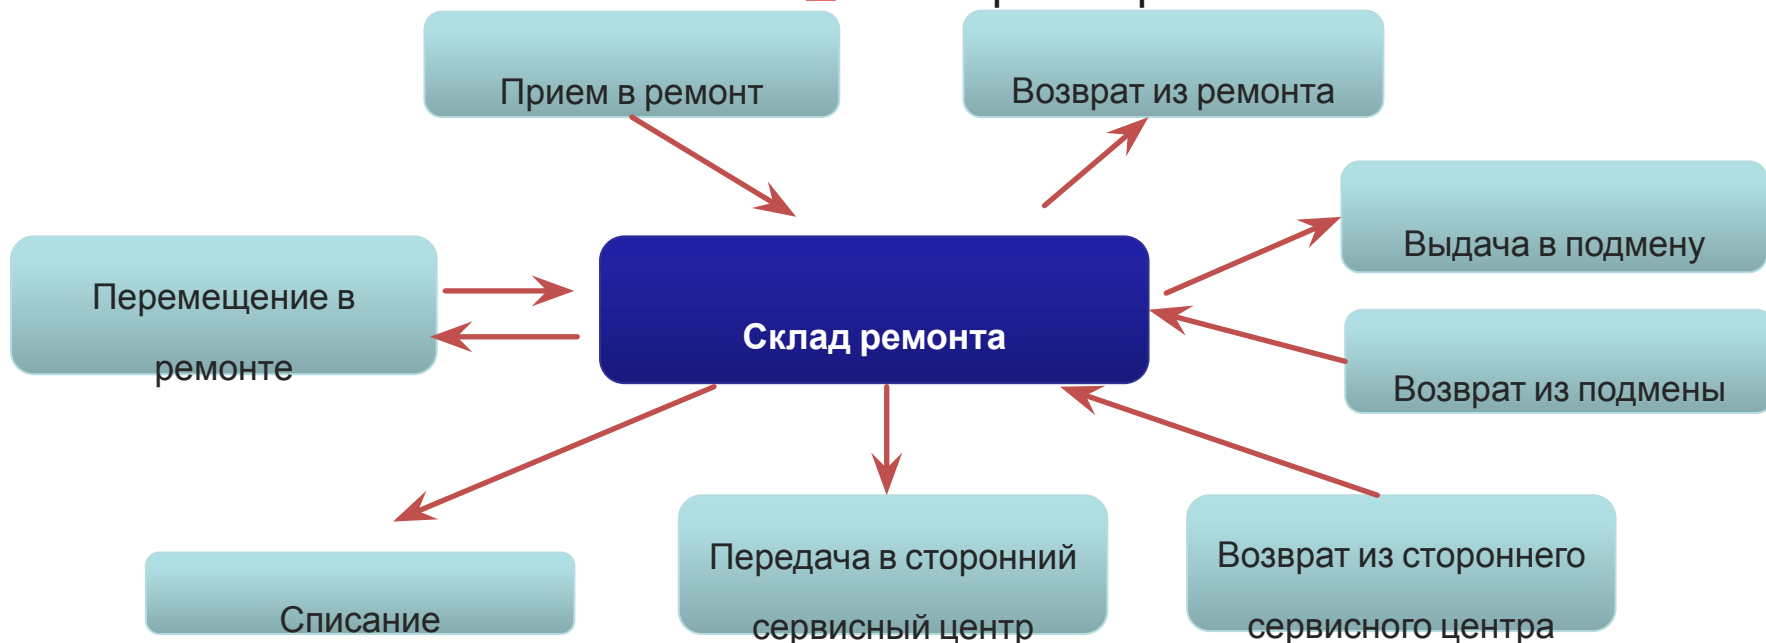 Прием в ремонт
Возврат из ремонта
Выдача в подмену
Перемещение в
ремонте
Склад ремонта
Возврат из подмены
Передача в сторонний
сервисный центр
Возврат из стороннего
сервисного центра
Списание